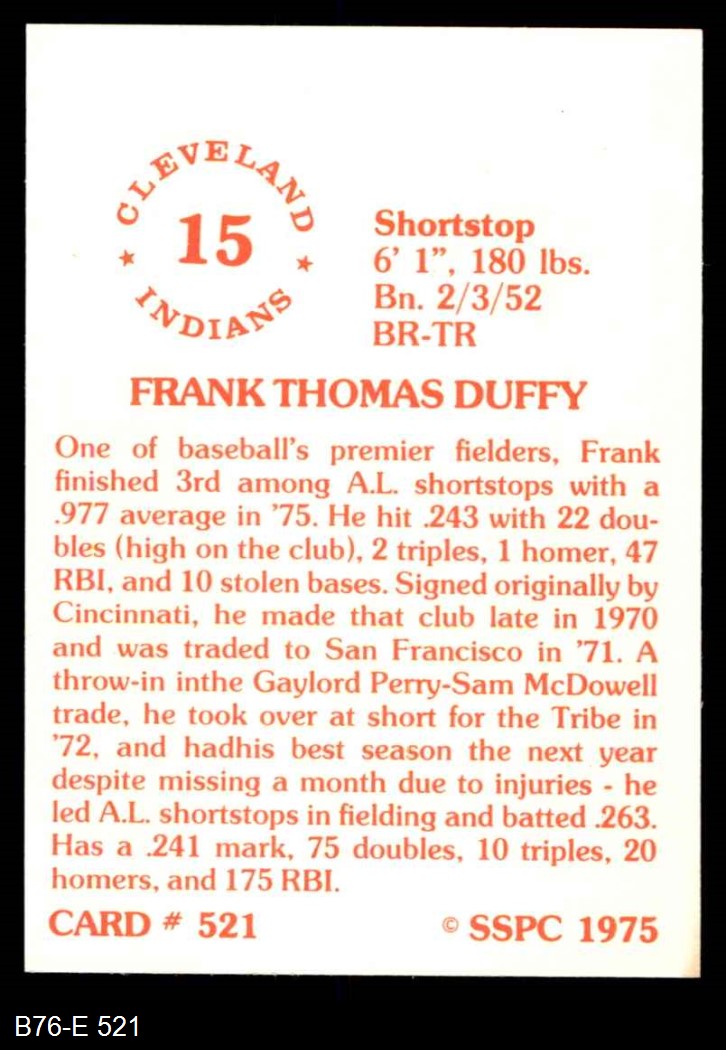 CLEVELAND
★ 15 ★
INDIANS
Shortstop
6' 1", 180 lbs.
Bn. 2/3/52
BR-TR
FRANK THOMAS DUFFY
One of baseball's premier fielders, Frank
finished 3rd among A.L. shortstops with a
.977 average in '75. He hit .243 with 22 dou-
bles (high on the club), 2 triples, 1 homer, 47
RBI, and 10 stolen bases. Signed originally by
Cincinnati, he made that club late in 1970
and was traded to San Francisco in '71. A
throw-in inthe Gaylord Perry-Sam McDowell
trade, he took over at short for the Tribe in
'72, and hadhis best season the next year
despite missing a month due to injuries - he
led A.L. shortstops in fielding and batted .263.
Has a .241 mark, 75 doubles, 10 triples, 20
homers, and 175 RBI.
CARD # 521 © SSPC 1975
B76-E 521